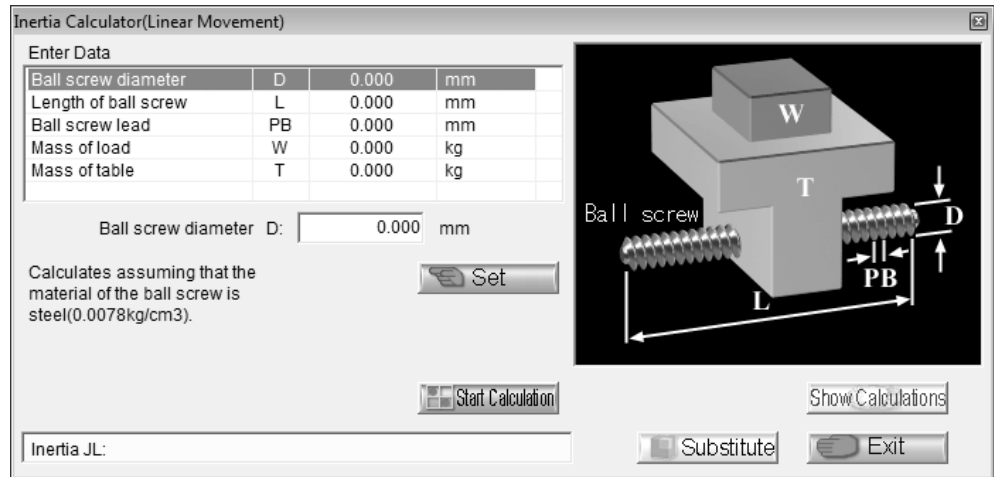 Inertia Calculator(Linear Movement)
Enter Data
Ball screw diameter D 0.000 mm
Length of ball screw L 0.000 mm
Ball screw lead PB 0.000 mm
Mass of load W 0.000 kg
Mass of table T 0.000 kg
Ball screw diameter D: 0.000 mm
Calculates assuming that the
material of the ball screw is
steel(0.0078kg/cm3).
Set
Start Calculation
Inertia JL:
W
T
Ball screw
D
PB
L
Show Calculations
Substitute
Exit